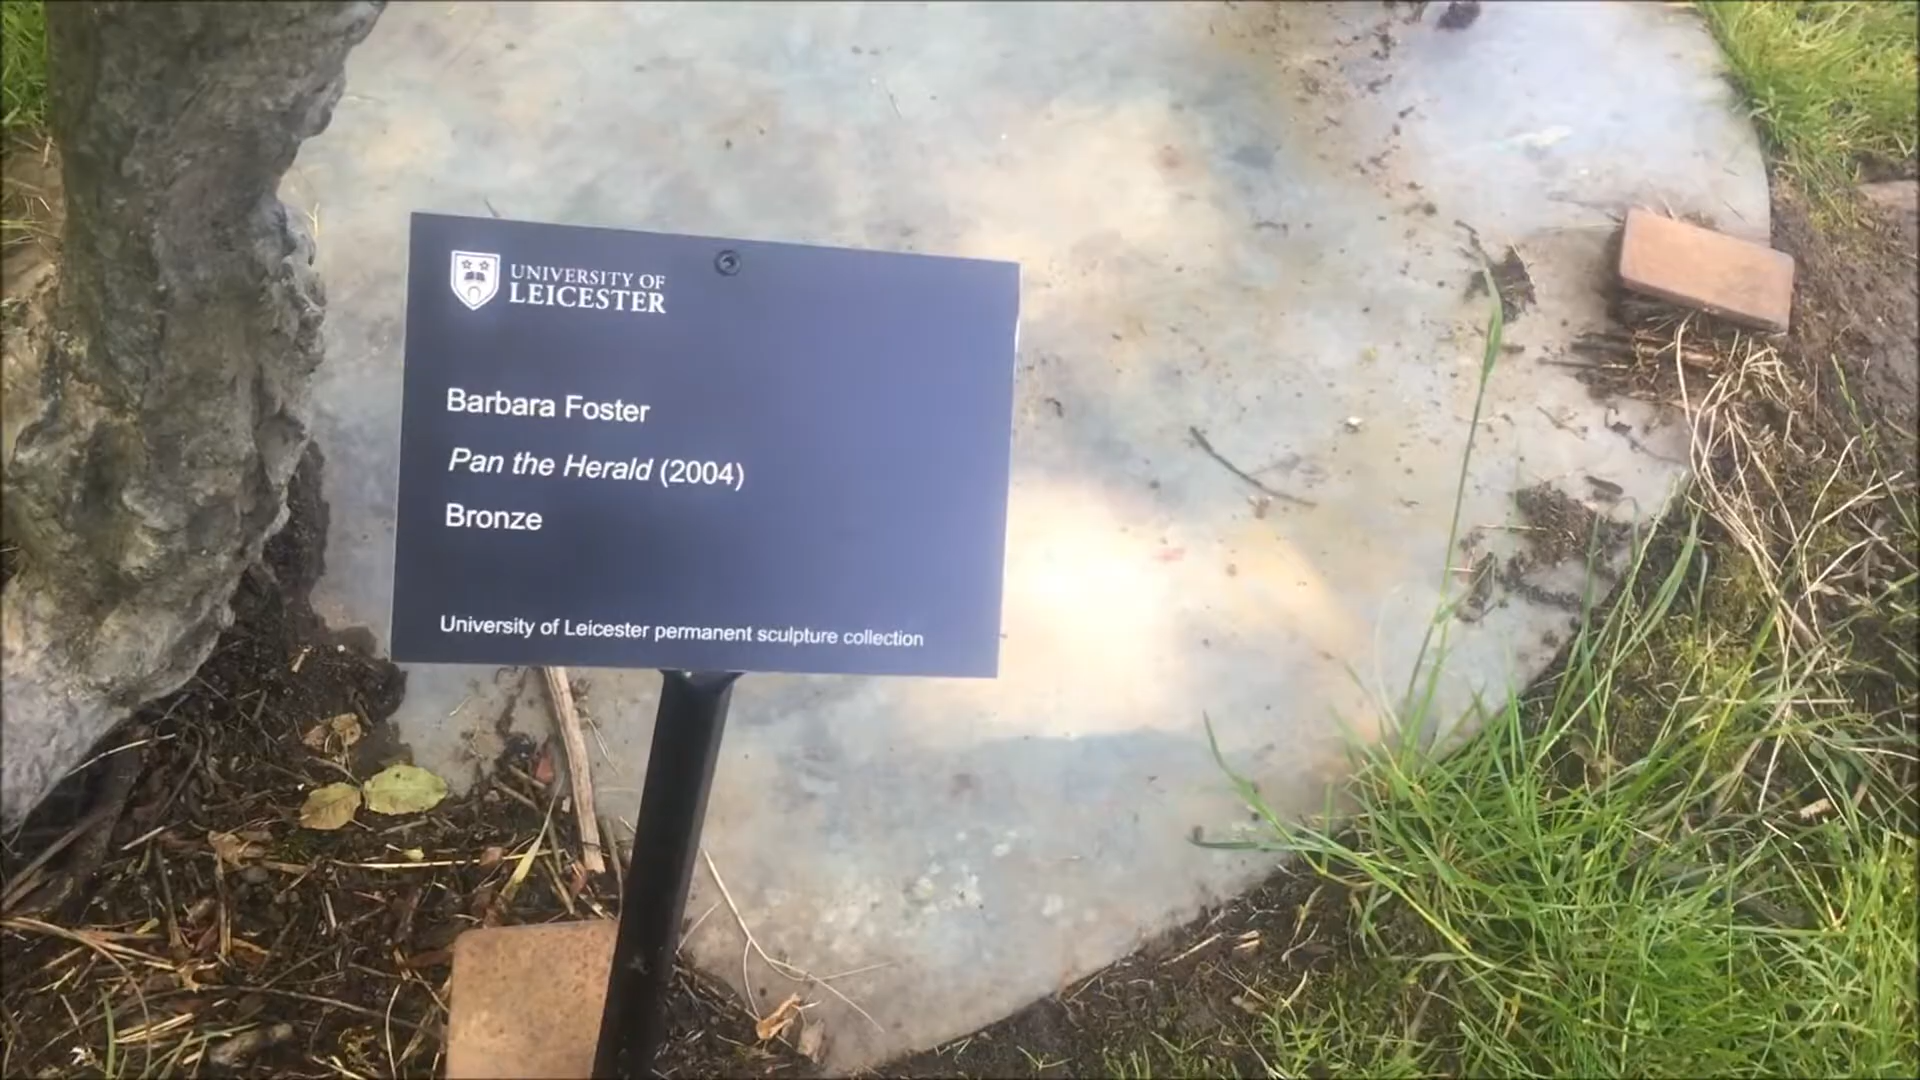 UNIVERSITY OF
LEICESTER
Barbara Foster
Pan the Herald (2004)
Bronze
University of Leicester permanent sculpture collection